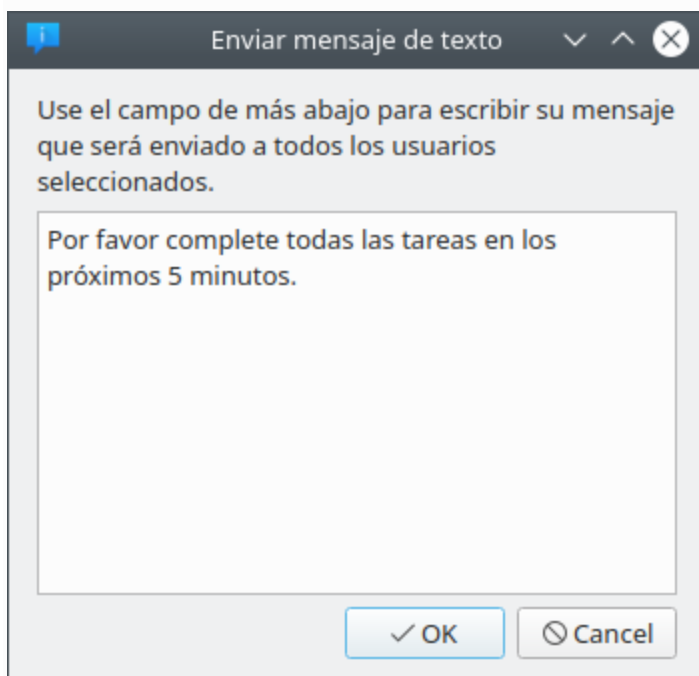 Enviar mensaje de texto
Use el campo de más abajo para escribir su mensaje
que será enviado a todos los usuarios
seleccionados.
Por favor complete todas las tareas en los
próximos 5 minutos.
OK
Cancel